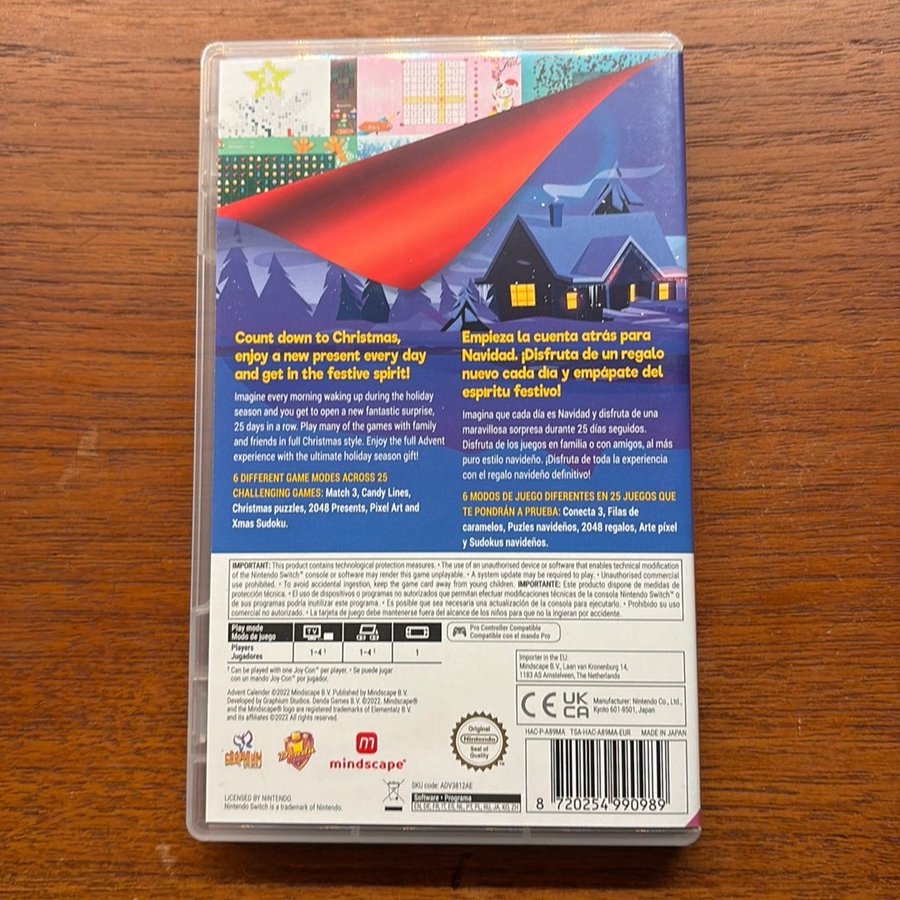 Count down to Christmas,
enjoy a new present every day
and get in the festive spirit!
Imagine every morning waking up during the holiday
season and you get to open a new fantastic surprise,
25 days in a row. Play many of the games with family
and friends in full Christmas style. Enjoy the full Advent
experience with the ultimate holiday season gift!
6 DIFFERENT GAME MODES ACROSS 25
CHALLENGING GAMES: Match 3, Candy Lines,
Christmas puzzles, 2048 Presents, Pixel Art and
Xmas Sudoku.
Empieza la cuenta atrás para
Navidad. ¡Disfruta de un regalo
nuevo cada día y empápate del
espíritu festivo!
Imagina que cada día es Navidad y disfruta de una
maravillosa sorpresa durante 25 días seguidos.
Disfruta de los juegos en familia o con amigos, al más
puro estilo navideño. ¡Disfruta de toda la experiencia
con el regalo navideño definitivo!
6 MODOS DE JUEGO DIFERENTES EN 25 JUEGOS QUE
TE PONDRÁN A PRUEBA: Conecta 3, Filas de
caramelos, Puzles navideños, 2048 regalos, Arte píxel
y Sudokus navideños.
IMPORTANT: This product contains technological protection measures. • The use of an unauthorised device or software that enables technical modification
of the Nintendo Switch™ console or software may render this game unplayable. • A system update may be required to play. • Unauthorised commercial
use prohibited. • To avoid accidental ingestion, keep the game card away from young children. IMPORTANTE: Este producto dispone de medidas de
protección técnica. • El uso de dispositivos o programas no autorizados que permitan efectuar modificaciones técnicas de la consola Nintendo Switch™ o
de sus programas podría inutilizar este programa. • Es posible que sea necesaria una actualización de la consola para ejecutarlo. • Prohibido su uso
comercial no autorizado. • La tarjeta de juego debe mantenerse fuera del alcance de los niños para que no la ingieran por accidente.
Play mode
Modo de juego
TV
Players
Jugadores
1-4¹
1-4¹
1
Pro Controller Compatible
Compatible con el mando Pro
¹ Can be played with one Joy-Con™ per player. • Se puede jugar
con un mando Joy-Con™ por jugador.
Advent Calender ©2022 Mindscape B.V. Published by Mindscape B.V.
Developed by Graphium Studios. Denda Games B.V. ©2022. Mindscape®
and the Mindscape® logo are registered trademarks of Elementalz B.V.
and its affiliates ©2022 All rights reserved.
Importer in the EU:
Mindscape B.V., Laan van Kronenburg 14,
1183 AS Amstelveen, The Netherlands
CE UK
CA
Manufacturer: Nintendo Co., Ltd.,
Kyoto 601-8501, Japan
HAC-P-A89MA TSA-HAC-A89MA-EUR MADE IN JAPAN
GRAPHIUM
mindscape®
Original
Nintendo
Seal of
Quality
LICENSED BY NINTENDO.
Nintendo Switch is a trademark of Nintendo.
SKU code: ADV3812AE
Software • Programa
8 720254 990989